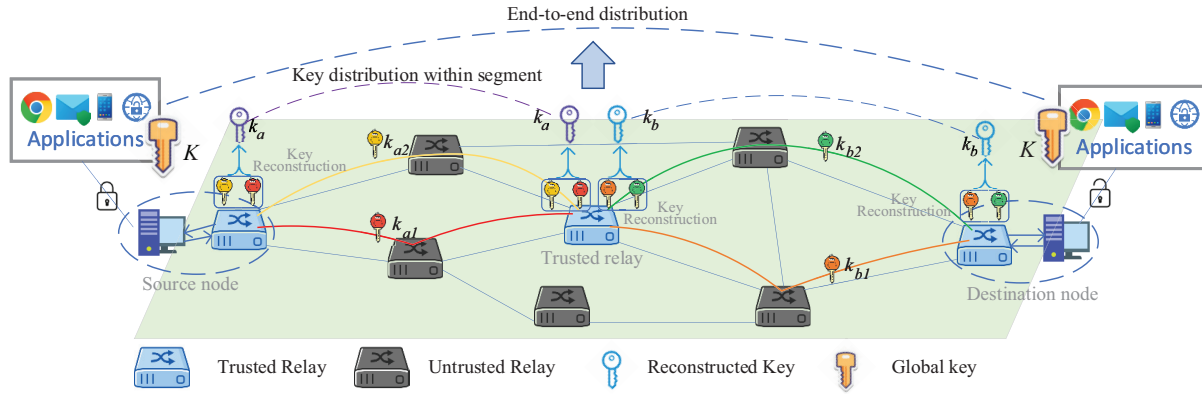 End-to-end distribution
Key distribution within segment
Applications
K
k_a
k_a
k_b
k_b
K
Applications
k_a2
k_b2
Key
Reconstruction
Key
Reconstruction
Key
Reconstruction
k_a1
k_b1
Source node
Trusted relay
Destination node
Trusted Relay
Untrusted Relay
Reconstructed Key
Global key